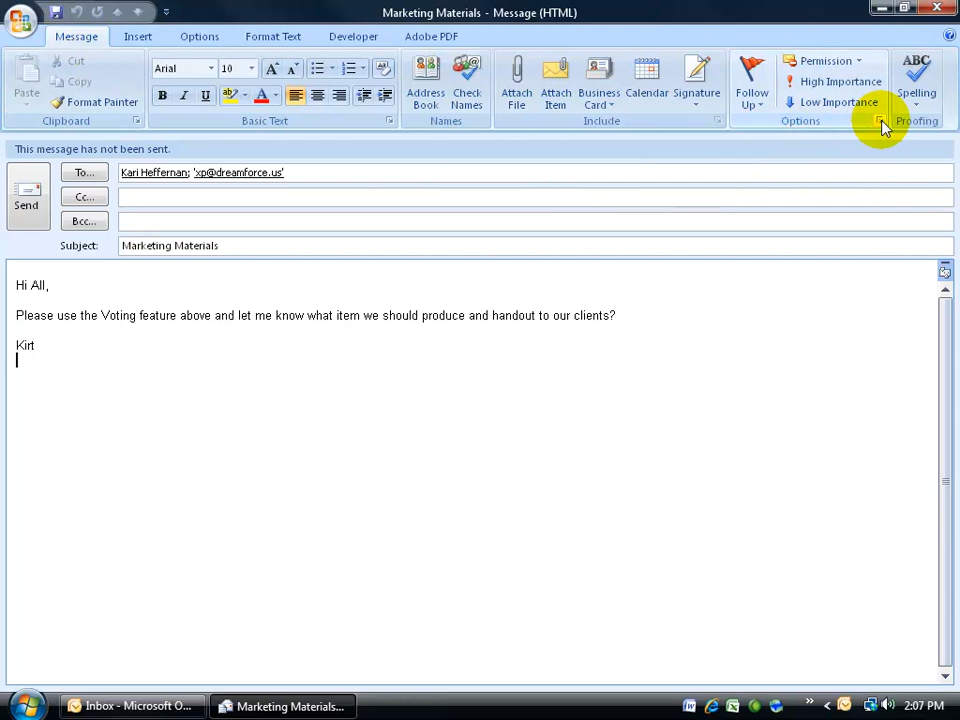 Marketing Materials - Message (HTML)
Message Insert Options Format Text Developer Adobe PDF
Paste Cut Copy Format Painter
Clipboard
Arial 10
B I U ab A
Basic Text
Address Book Check Names
Names
Attach File Attach Item Business Card Calendar Signature
Include
Follow Up Permission High Importance Low Importance
Options
ABC Spelling
Proofing
This message has not been sent.
Send
To... Kari Heffernan; 'xp@dreamforce.us'
Cc...
Bcc...
Subject: Marketing Materials
Hi All,
Please use the Voting feature above and let me know what item we should produce and handout to our clients?
Kirt
Inbox - Microsoft O... Marketing Materials... 2:07 PM